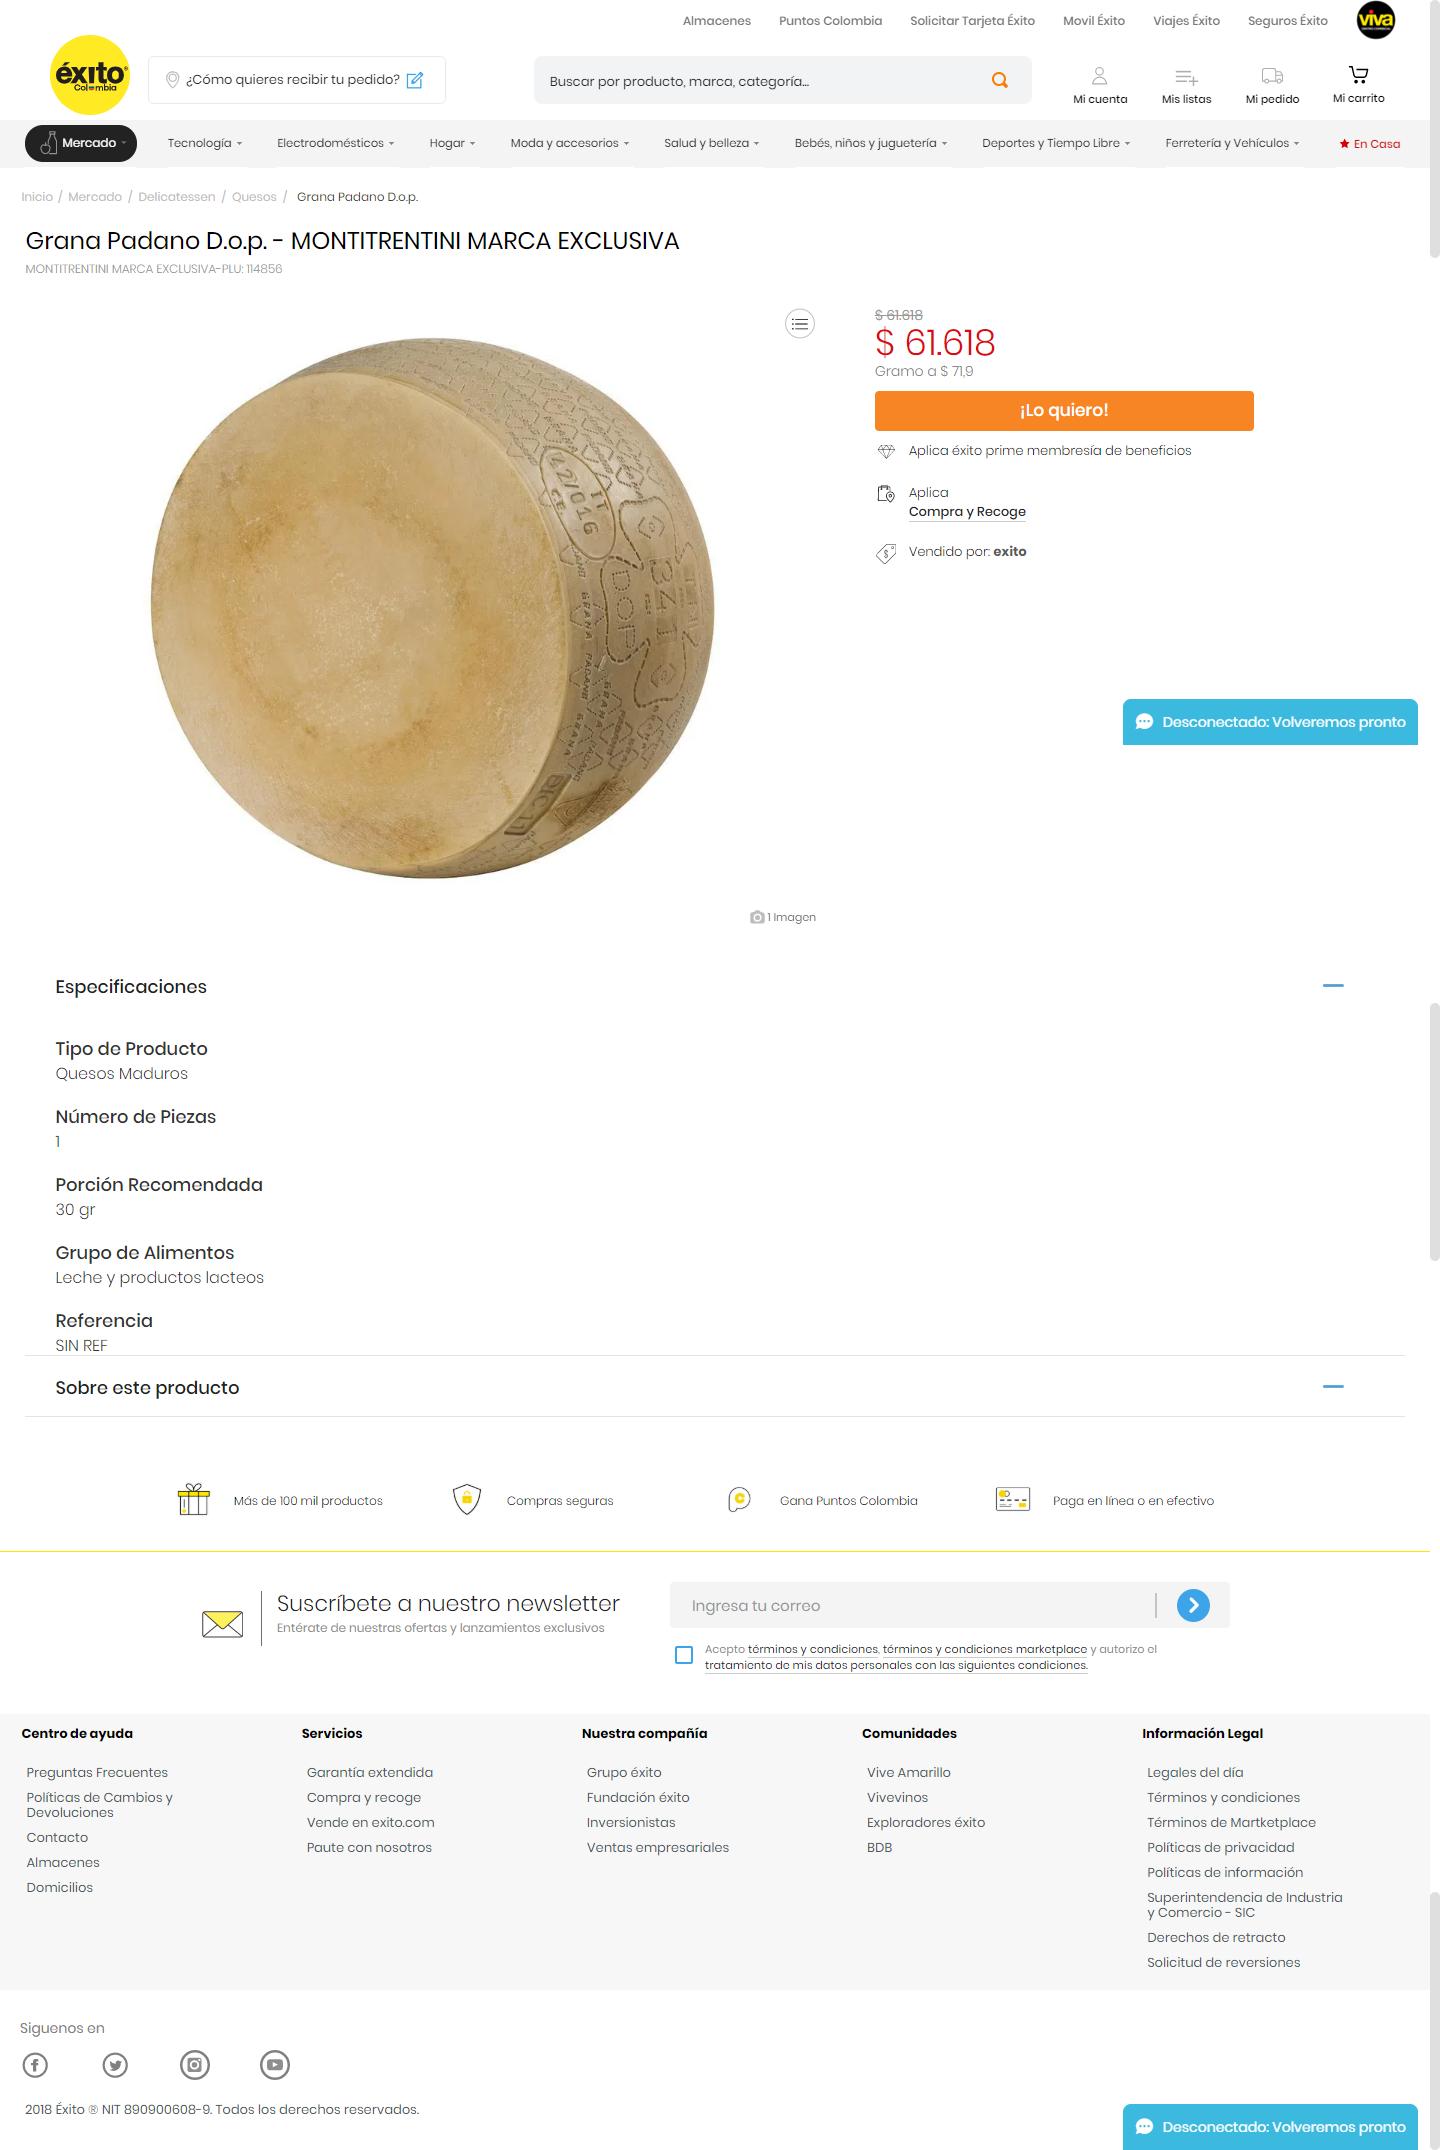 Almacenes Puntos Colombia Solicitar Tarjeta Éxito Movil Éxito Viajes Éxito Seguros Éxito viva
éxito
Colombia
¿Cómo quieres recibir tu pedido?
Buscar por producto, marca, categoría...
Mi cuenta Mis listas Mi pedido Mi carrito
Mercado Tecnología Electrodomésticos Hogar Moda y accesorios Salud y belleza Bebés, niños y juguetería Deportes y Tiempo Libre Ferretería y Vehículos En Casa
Inicio / Mercado / Delicatessen / Quesos / Grana Padano D.o.p.
Grana Padano D.o.p. - MONTITRENTINI MARCA EXCLUSIVA
MONTITRENTINI MARCA EXCLUSIVA-PLU: 114856
$ 61.618
$ 61.618
Gramo a $ 71,9
¡Lo quiero!
Aplica éxito prime membresía de beneficios
Aplica
Compra y Recoge
Vendido por: exito
IT
12/016
CE
DOP
GRANA PADANO
DIC-11
Desconectado: Volveremos pronto
1 Imagen
Especificaciones
Tipo de Producto
Quesos Maduros
Número de Piezas
1
Porción Recomendada
30 gr
Grupo de Alimentos
Leche y productos lacteos
Referencia
SIN REF
Sobre este producto
Más de 100 mil productos Compras seguras Gana Puntos Colombia Paga en línea o en efectivo
Suscríbete a nuestro newsletter
Entérate de nuestras ofertas y lanzamientos exclusivos
Ingresa tu correo
Acepto términos y condiciones, términos y condiciones marketplace y autorizo el
tratamiento de mis datos personales con las siguientes condiciones.
Centro de ayuda
Preguntas Frecuentes
Políticas de Cambios y
Devoluciones
Contacto
Almacenes
Domicilios
Servicios
Garantía extendida
Compra y recoge
Vende en exito.com
Paute con nosotros
Nuestra compañía
Grupo éxito
Fundación éxito
Inversionistas
Ventas empresariales
Comunidades
Vive Amarillo
Vivevinos
Exploradores éxito
BDB
Información Legal
Legales del día
Términos y condiciones
Términos de Martketplace
Políticas de privacidad
Políticas de información
Superintendencia de Industria
y Comercio - SIC
Derechos de retracto
Solicitud de reversiones
Siguenos en
2018 Éxito ® NIT 890900608-9. Todos los derechos reservados.
Desconectado: Volveremos pronto